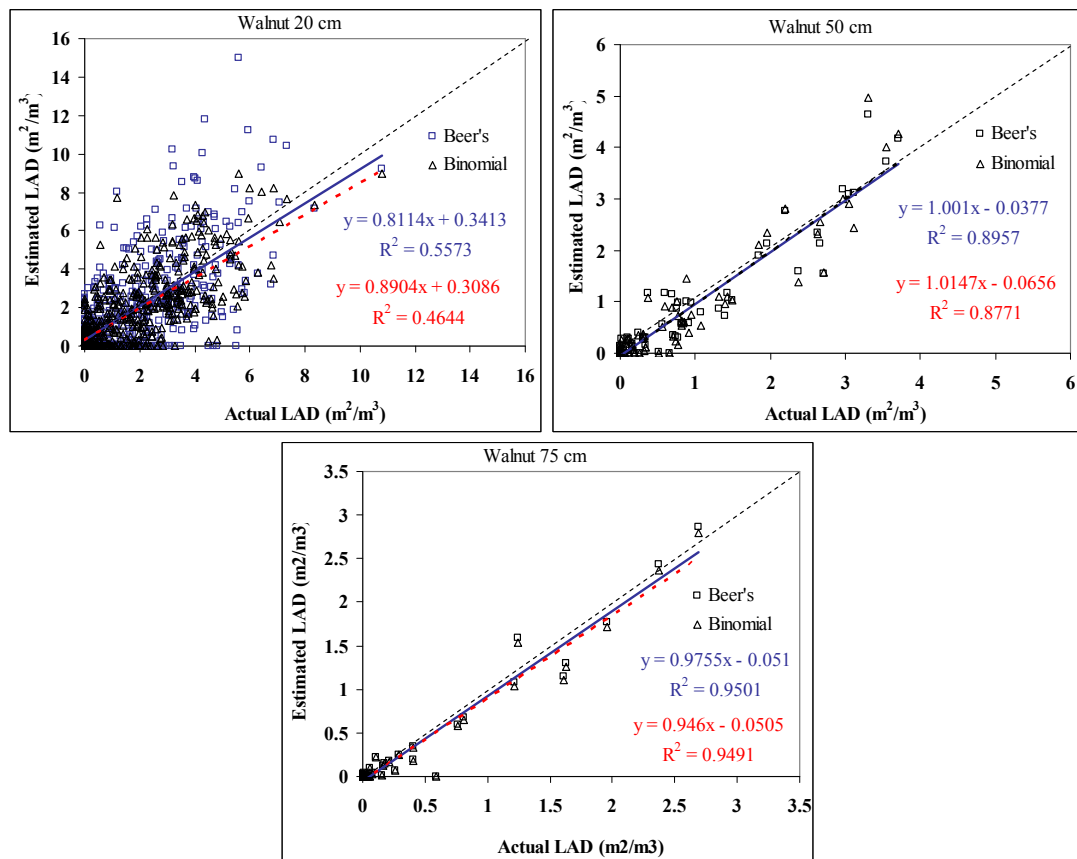 Walnut 20 cm
Estimated LAD (m²/m³)
16
14
12
10
8
6
4
2
0
Beer's
Binomial
y = 0.8114x + 0.3413
R² = 0.5573
y = 0.8904x + 0.3086
R² = 0.4644
0 2 4 6 8 10 12 14 16
Actual LAD (m²/m³)
Walnut 50 cm
Estimated LAD (m²/m³)
6
5
4
3
2
1
0
Beer's
Binomial
y = 1.001x - 0.0377
R² = 0.8957
y = 1.0147x - 0.0656
R² = 0.8771
0 1 2 3 4 5 6
Actual LAD (m²/m³)
Walnut 75 cm
Estimated LAD (m2/m3)
3.5
3
2.5
2
1.5
1
0.5
0
Beer's
Binomial
y = 0.9755x - 0.051
R² = 0.9501
y = 0.946x - 0.0505
R² = 0.9491
0 0.5 1 1.5 2 2.5 3 3.5
Actual LAD (m2/m3)